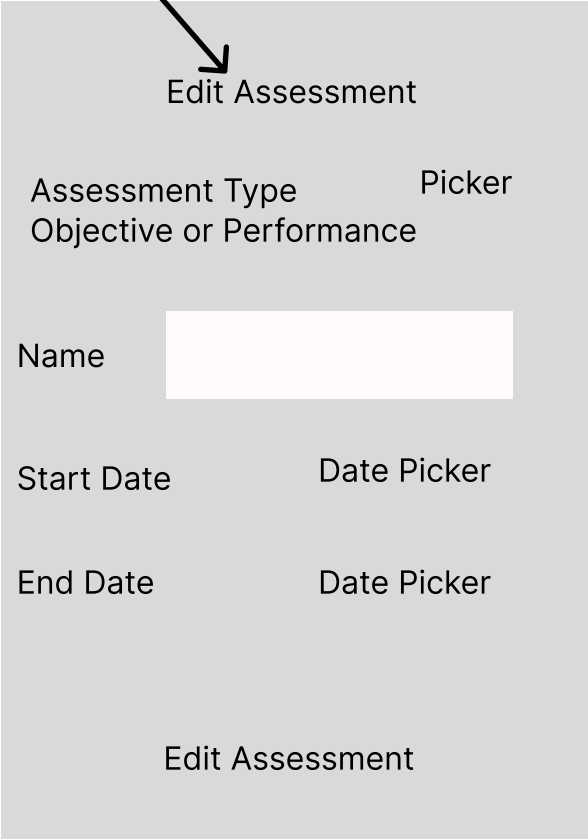 Edit Assessment
Assessment Type
Picker
Objective or Performance
Name
Start Date
Date Picker
End Date
Date Picker
Edit Assessment